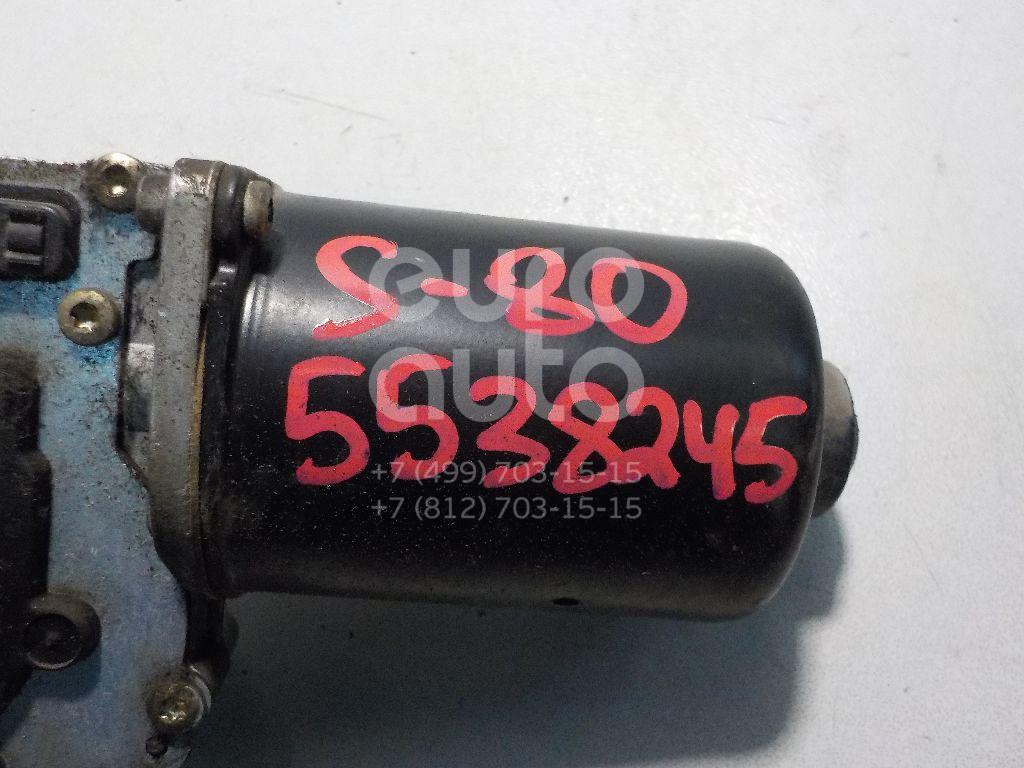 S-80
euro
auto
5538245
+7 (499) 703-15-15
+7 (812) 703-15-15